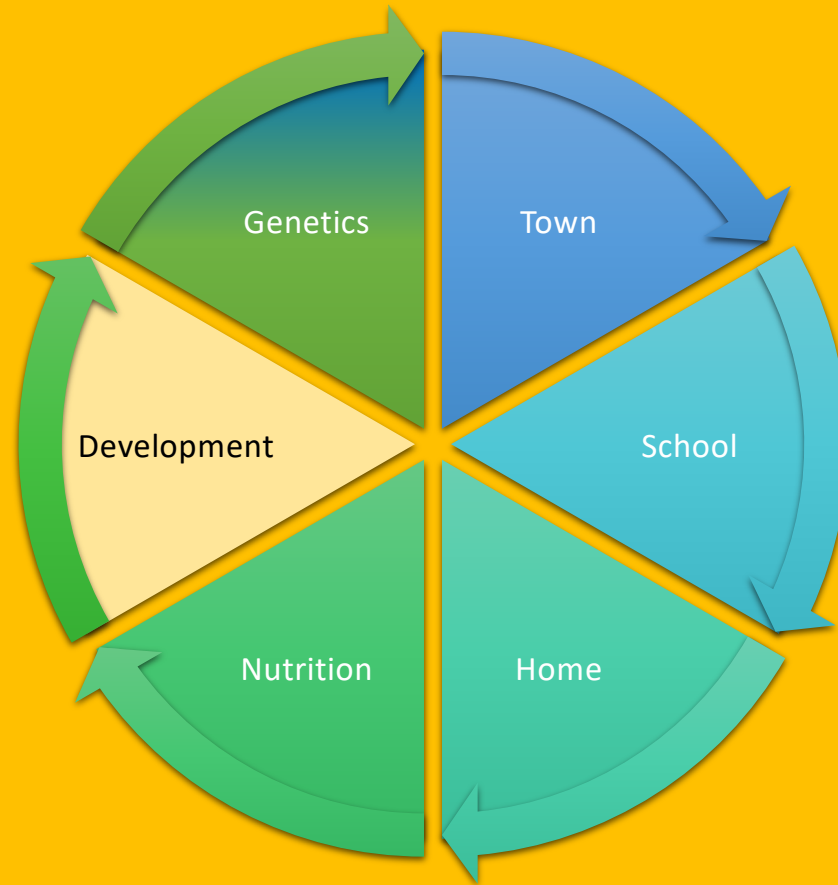 Genetics
Town
Development
School
Nutrition
Home